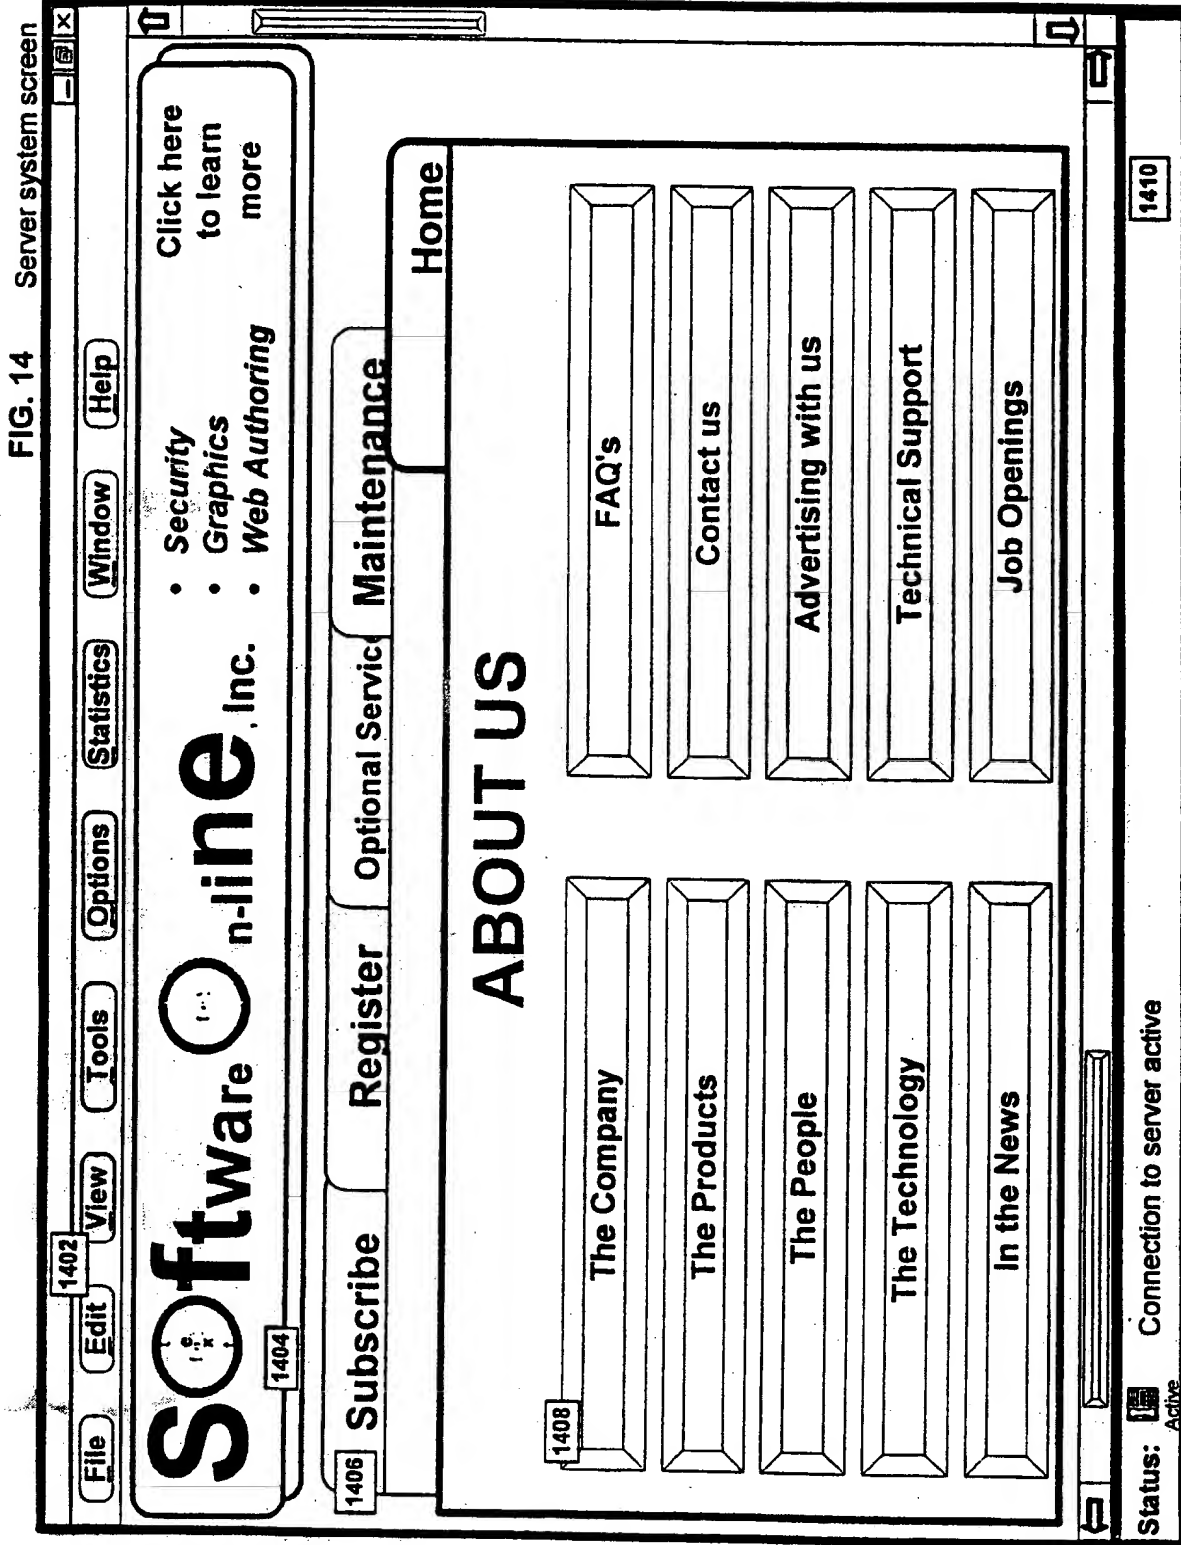 FIG. 14 Server system screen
1402
File Edit View Tools Options Statistics Window Help
Software On-line, Inc.
• Security
• Graphics
• Web Authoring
Click here
to learn
more
1404
1406
Subscribe Register Optional Service Maintenance
Home
ABOUT US
1408
The Company FAQ's
The Products Contact us
The People Advertising with us
The Technology Technical Support
In the News Job Openings
Status: Active Connection to server active 1410